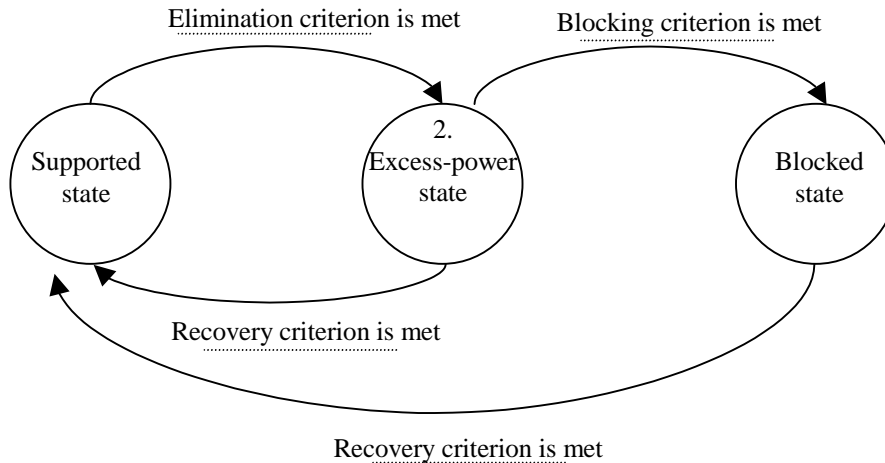 Elimination criterion is met
Blocking criterion is met
Supported
state
2.
Excess-power
state
Blocked
state
Recovery criterion is met
Recovery criterion is met